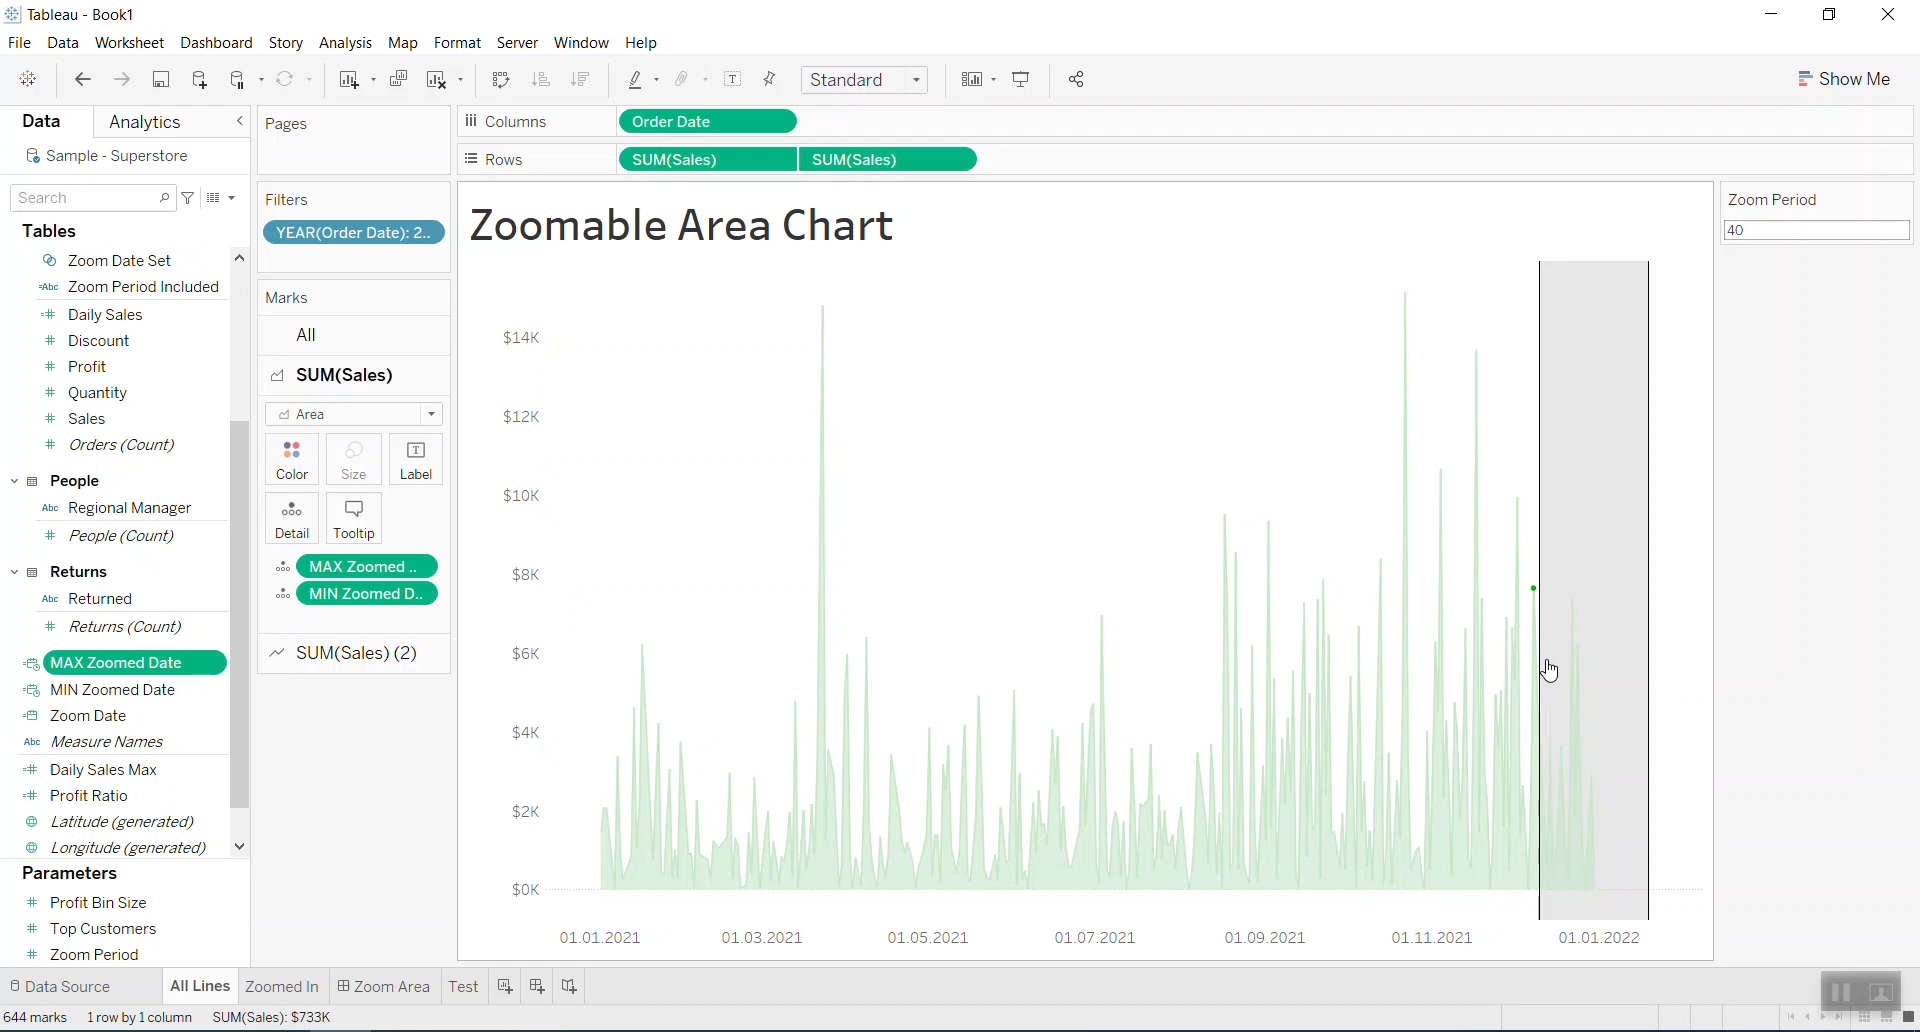 Tableau - Book1
File Data Worksheet Dashboard Story Analysis Map Format Server Window Help
Standard
Show Me
Data
Analytics
Sample - Superstore
Search
Tables
Zoom Date Set
Abc Zoom Period Included
Daily Sales
Discount
Profit
Quantity
Sales
Orders (Count)
People
Abc Regional Manager
People (Count)
Returns
Abc Returned
Returns (Count)
MAX Zoomed Date
MIN Zoomed Date
Zoom Date
Abc Measure Names
Daily Sales Max
Profit Ratio
Latitude (generated)
Longitude (generated)
Parameters
Profit Bin Size
Top Customers
Zoom Period
Pages
Filters
YEAR(Order Date): 2..
Marks
All
SUM(Sales)
Area
Color
Size
Label
Detail
Tooltip
MAX Zoomed ..
MIN Zoomed D..
SUM(Sales) (2)
Columns
Order Date
Rows
SUM(Sales)
SUM(Sales)
Zoomable Area Chart
$14K
$12K
$10K
$8K
$6K
$4K
$2K
$0K
01.01.2021
01.03.2021
01.05.2021
01.07.2021
01.09.2021
01.11.2021
01.01.2022
Zoom Period
40
Data Source
All Lines
Zoomed In
Zoom Area
Test
644 marks
1 row by 1 column
SUM(Sales): $733K